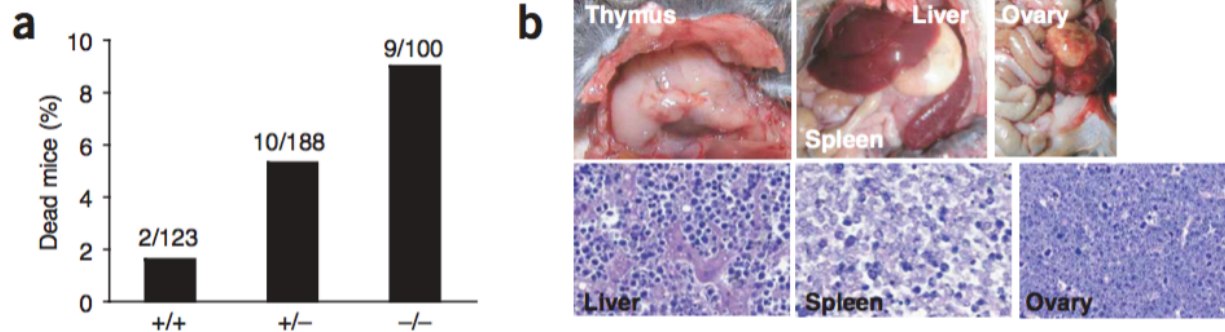 a
10
8
6
4
2
0
Dead mice (%)
2/123
10/188
9/100
+/+
+/–
–/–
b
Thymus
Liver
Spleen
Ovary
Liver
Spleen
Ovary